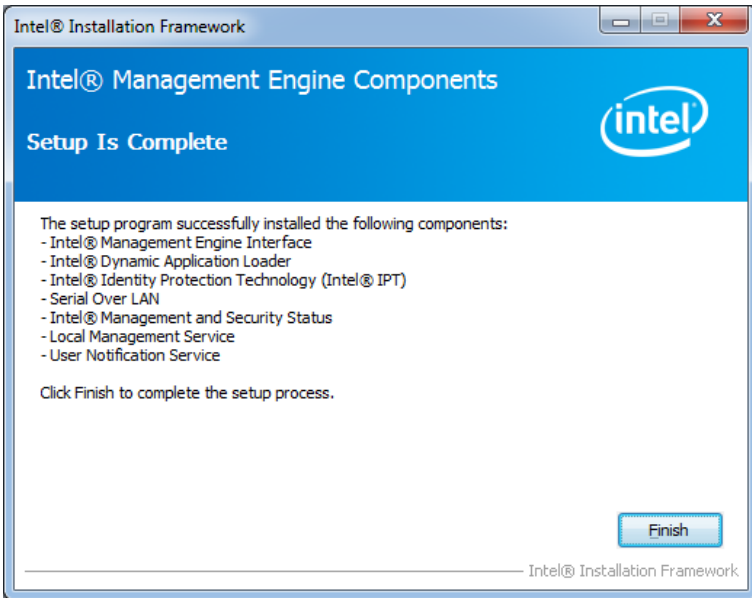 Intel® Installation Framework
Intel® Management Engine Components
intel
Setup Is Complete
The setup program successfully installed the following components:
- Intel® Management Engine Interface
- Intel® Dynamic Application Loader
- Intel® Identity Protection Technology (Intel® IPT)
- Serial Over LAN
- Intel® Management and Security Status
- Local Management Service
- User Notification Service
Click Finish to complete the setup process.
Finish
Intel® Installation Framework